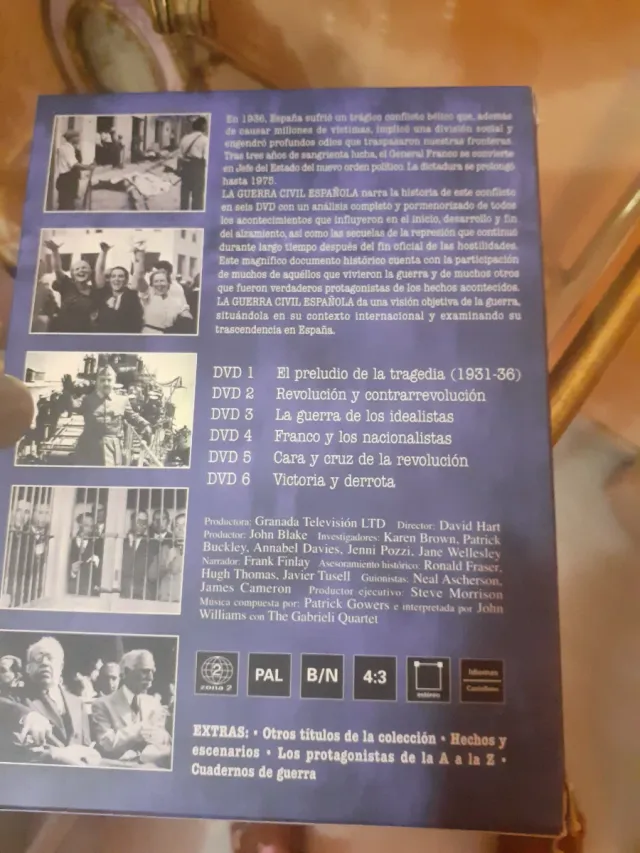 En 1936, España sufrió un trágico conflicto bélico que, además
de causar millones de víctimas, implicó una división social y
engendró profundos odios que traspasaron nuestras fronteras.
Tras tres años de sangrienta lucha, el General Franco se convierte
en Jefe del Estado del nuevo orden político. La dictadura se prolongó
hasta 1975.
LA GUERRA CIVIL ESPAÑOLA narra la historia de este conflicto
en seis DVD con un análisis completo y pormenorizado de todos
los acontecimientos que influyeron en el inicio, desarrollo y fin
del alzamiento, así como las secuelas de la represión que continuó
durante largo tiempo después del fin oficial de las hostilidades.
Este magnífico documento histórico cuenta con la participación
de muchos de aquéllos que vivieron la guerra y de muchos otros
que fueron verdaderos protagonistas de los hechos acontecidos.
LA GUERRA CIVIL ESPAÑOLA da una visión objetiva de la guerra,
situándola en su contexto internacional y examinando su
trascendencia en España.
DVD 1 El preludio de la tragedia (1931-36)
DVD 2 Revolución y contrarrevolución
DVD 3 La guerra de los idealistas
DVD 4 Franco y los nacionalistas
DVD 5 Cara y cruz de la revolución
DVD 6 Victoria y derrota
Productora: Granada Televisión LTD Director: David Hart
Productor: John Blake Investigadores: Karen Brown, Patrick
Buckley, Annabel Davies, Jenni Pozzi, Jane Wellesley
Narrador: Frank Finlay Asesoramiento histórico: Ronald Fraser,
Hugh Thomas, Javier Tusell Guionistas: Neal Ascherson,
James Cameron Productor ejecutivo: Steve Morrison
Música compuesta por: Patrick Gowers e interpretada por John
Williams con The Gabrieli Quartet
2 zona 2 PAL B/N 4:3 estéreo Idiomas Castellano
EXTRAS: • Otros títulos de la colección • Hechos y
escenarios • Los protagonistas de la A a la Z •
Cuadernos de guerra